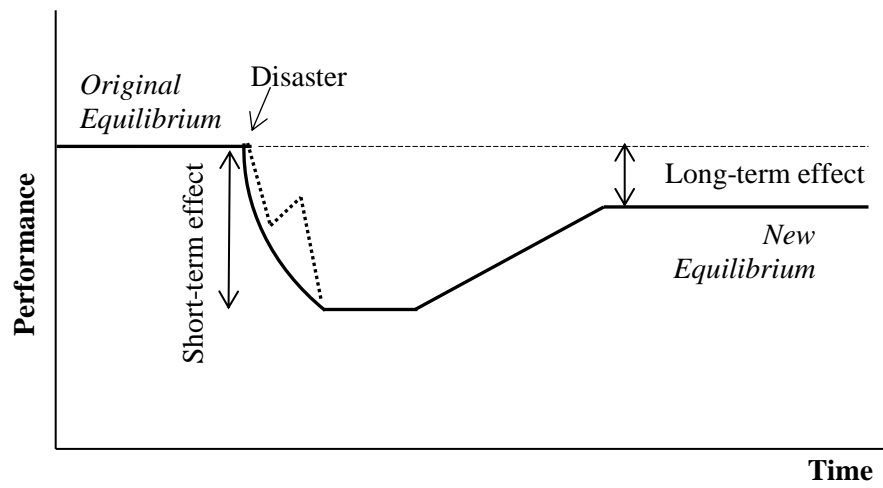 Original
Equilibrium
Disaster
Short-term effect
Long-term effect
New
Equilibrium
Performance
Time